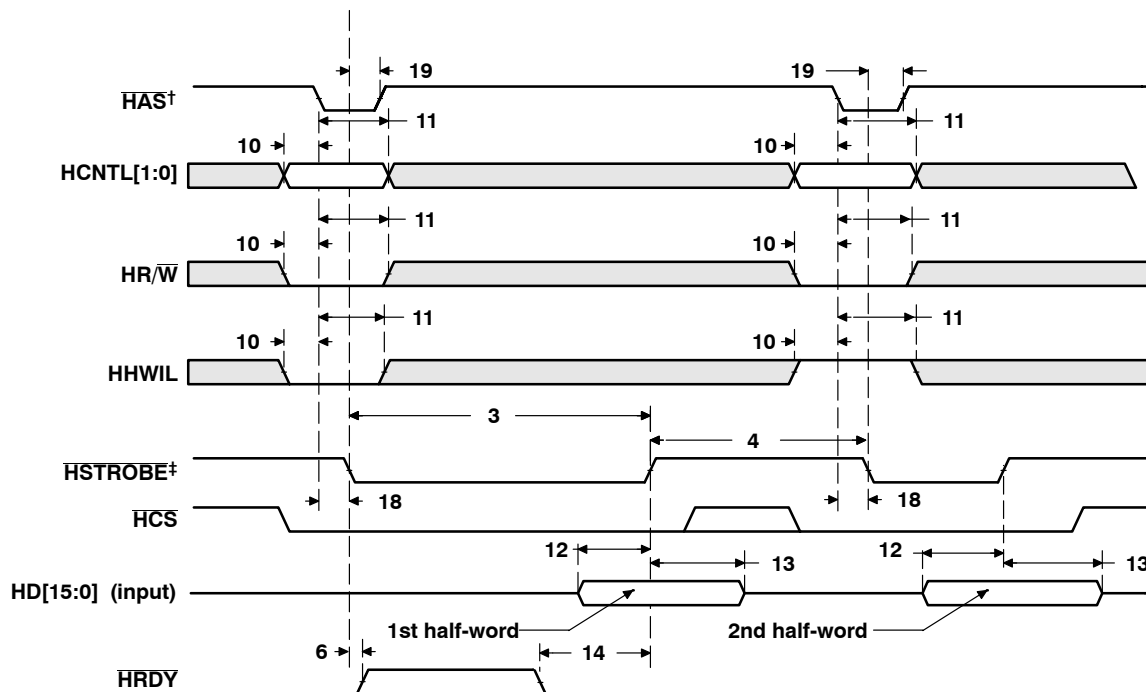 19
19
HAS†
11
11
10
10
HCNTL[1:0]
11
11
10
10
HR/W
11
11
10
10
HHWIL
3
4
HSTROBE‡
18
18
HCS
12
12
13
13
HD[15:0] (input)
1st half-word
2nd half-word
6
14
HRDY